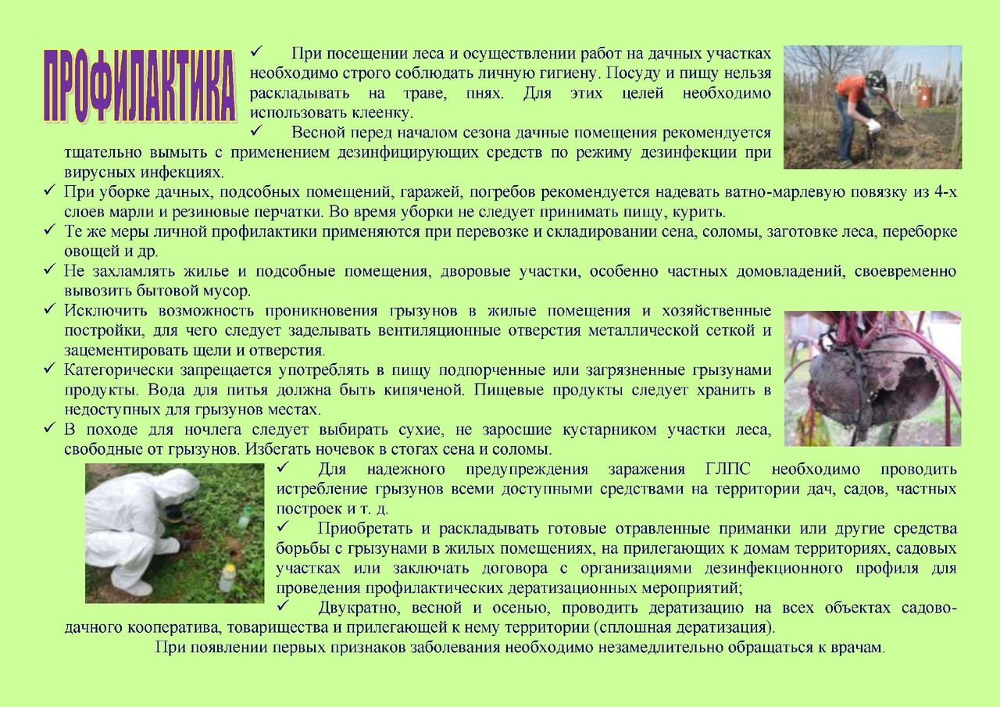 ПРОФИЛАКТИКА
✓ При посещении леса и осуществлении работ на дачных участках
необходимо строго соблюдать личную гигиену. Посуду и пищу нельзя
раскладывать на траве, пнях. Для этих целей необходимо
использовать клеенку.
✓ Весной перед началом сезона дачные помещения рекомендуется
тщательно вымыть с применением дезинфицирующих средств по режиму дезинфекции при
вирусных инфекциях.
✓ При уборке дачных, подсобных помещений, гаражей, погребов рекомендуется надевать ватно-марлевую повязку из 4-х
слоев марли и резиновые перчатки. Во время уборки не следует принимать пищу, курить.
✓ Те же меры личной профилактики применяются при перевозке и складировании сена, соломы, заготовке леса, переборке
овощей и др.
✓ Не захламлять жилье и подсобные помещения, дворовые участки, особенно частных домовладений, своевременно
вывозить бытовой мусор.
✓ Исключить возможность проникновения грызунов в жилые помещения и хозяйственные
постройки, для чего следует заделывать вентиляционные отверстия металлической сеткой и
зацементировать щели и отверстия.
✓ Категорически запрещается употреблять в пищу подпорченные или загрязненные грызунами
продукты. Вода для питья должна быть кипяченой. Пищевые продукты следует хранить в
недоступных для грызунов местах.
✓ В походе для ночлега следует выбирать сухие, не заросшие кустарником участки леса,
свободные от грызунов. Избегать ночевок в стогах сена и соломы.
✓ Для надежного предупреждения заражения ГЛПС необходимо проводить
истребление грызунов всеми доступными средствами на территории дач, садов, частных
построек и т. д.
✓ Приобретать и раскладывать готовые отравленные приманки или другие средства
борьбы с грызунами в жилых помещениях, на прилегающих к домам территориях, садовых
участках или заключать договора с организациями дезинфекционного профиля для
проведения профилактических дератизационных мероприятий;
✓ Двукратно, весной и осенью, проводить дератизацию на всех объектах садово-
дачного кооператива, товарищества и прилегающей к нему территории (сплошная дератизация).
При появлении первых признаков заболевания необходимо незамедлительно обращаться к врачам.